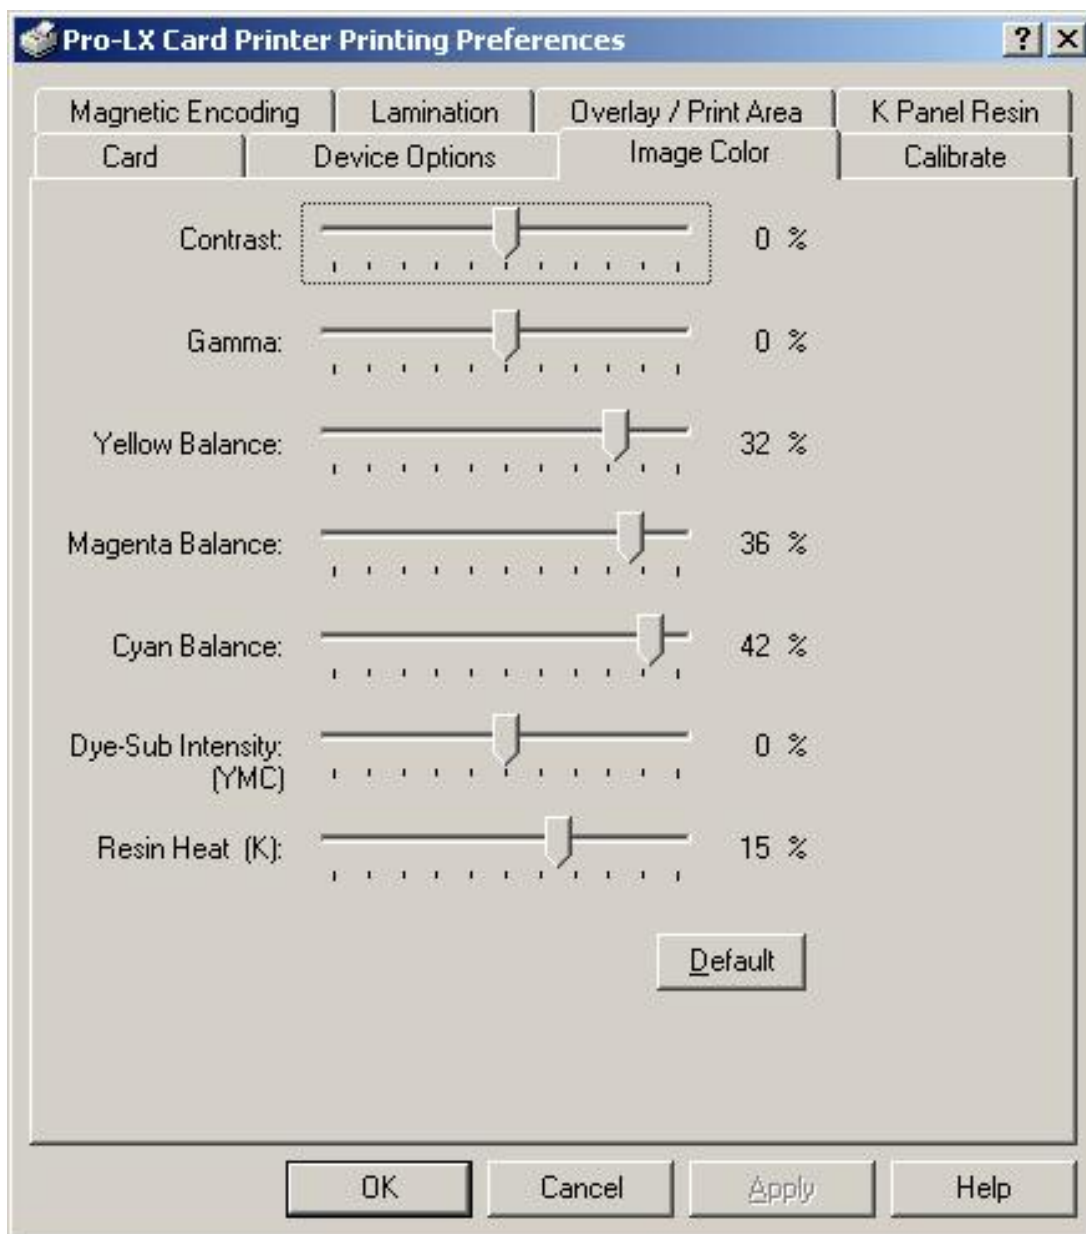 Pro-LX Card Printer Printing Preferences
Magnetic Encoding Lamination Overlay / Print Area K Panel Resin
Card Device Options Image Color Calibrate
Contrast: 0 %
Gamma: 0 %
Yellow Balance: 32 %
Magenta Balance: 36 %
Cyan Balance: 42 %
Dye-Sub Intensity: 0 %
(YMC)
Resin Heat (K): 15 %
Default
OK Cancel Apply Help